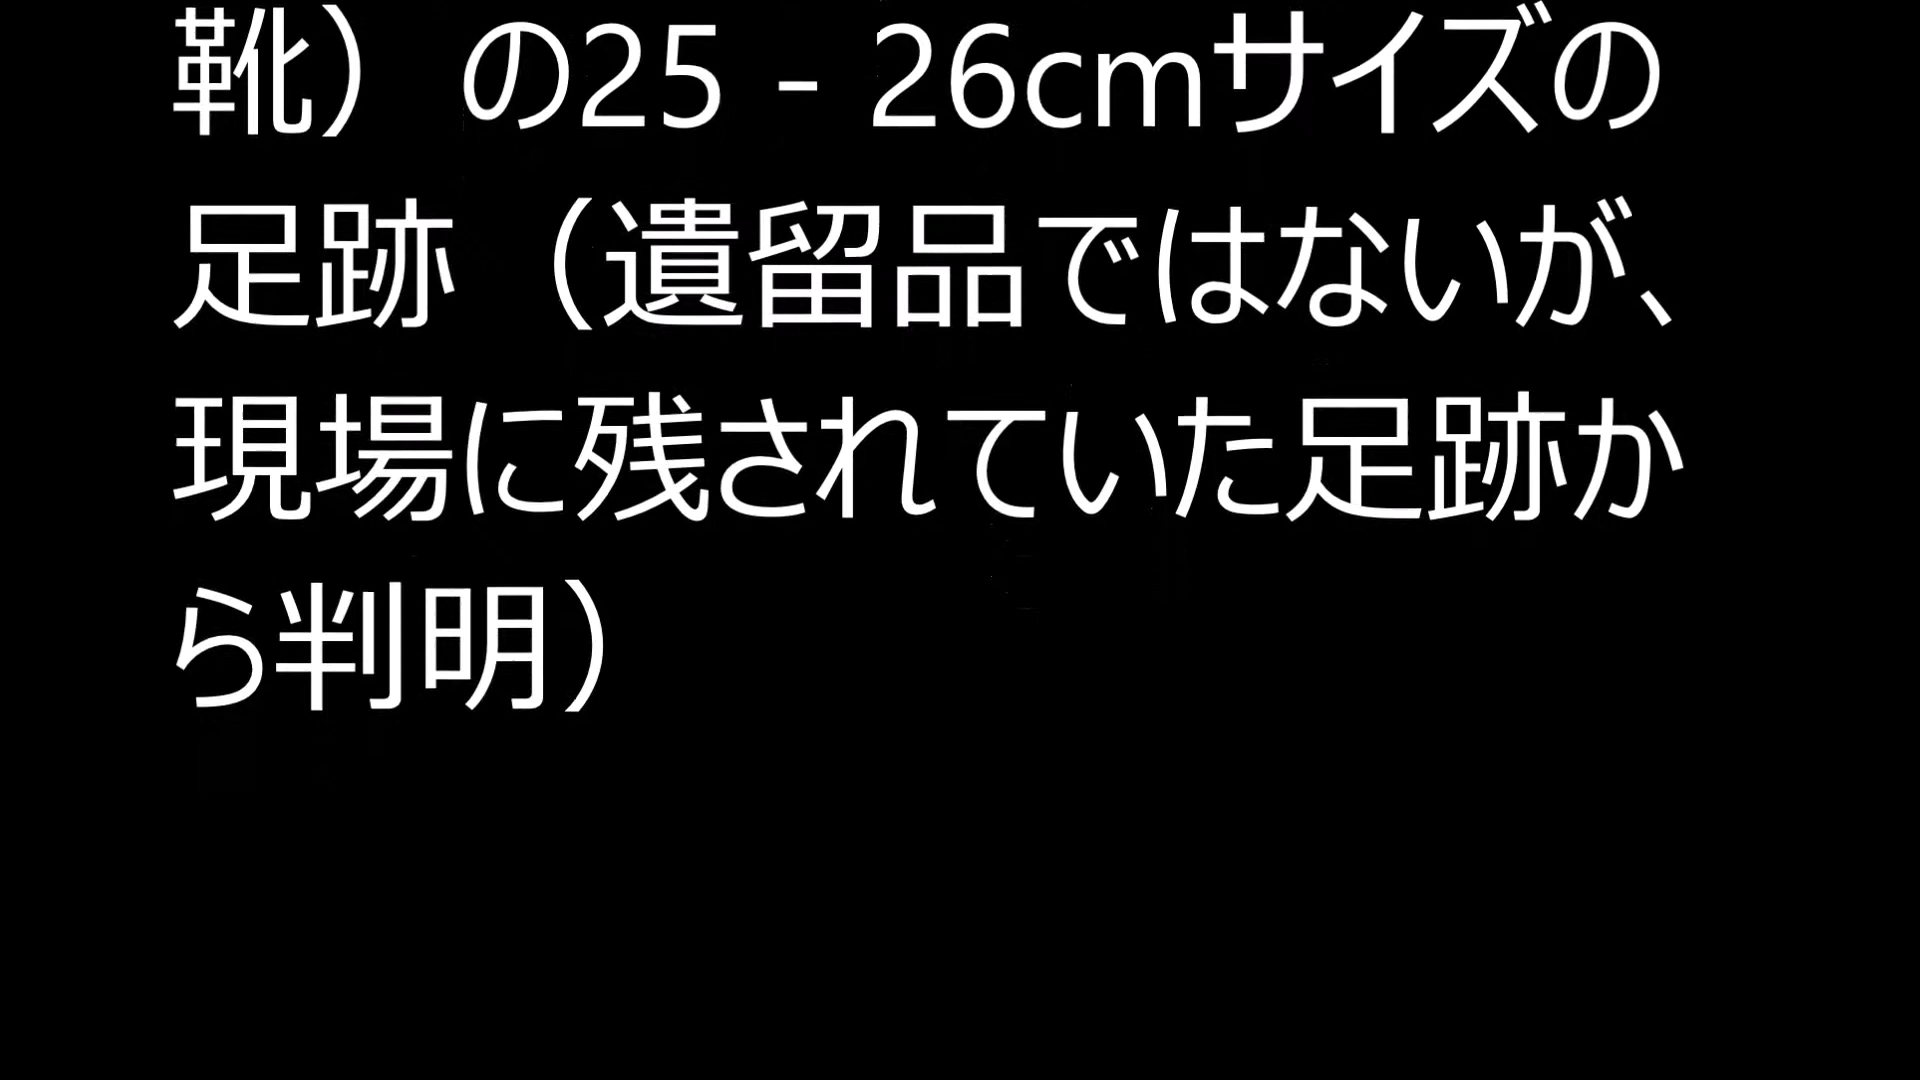 靴）の25 - 26cmサイズの
足跡（遺留品ではないが、
現場に残されていた足跡か
ら判明）